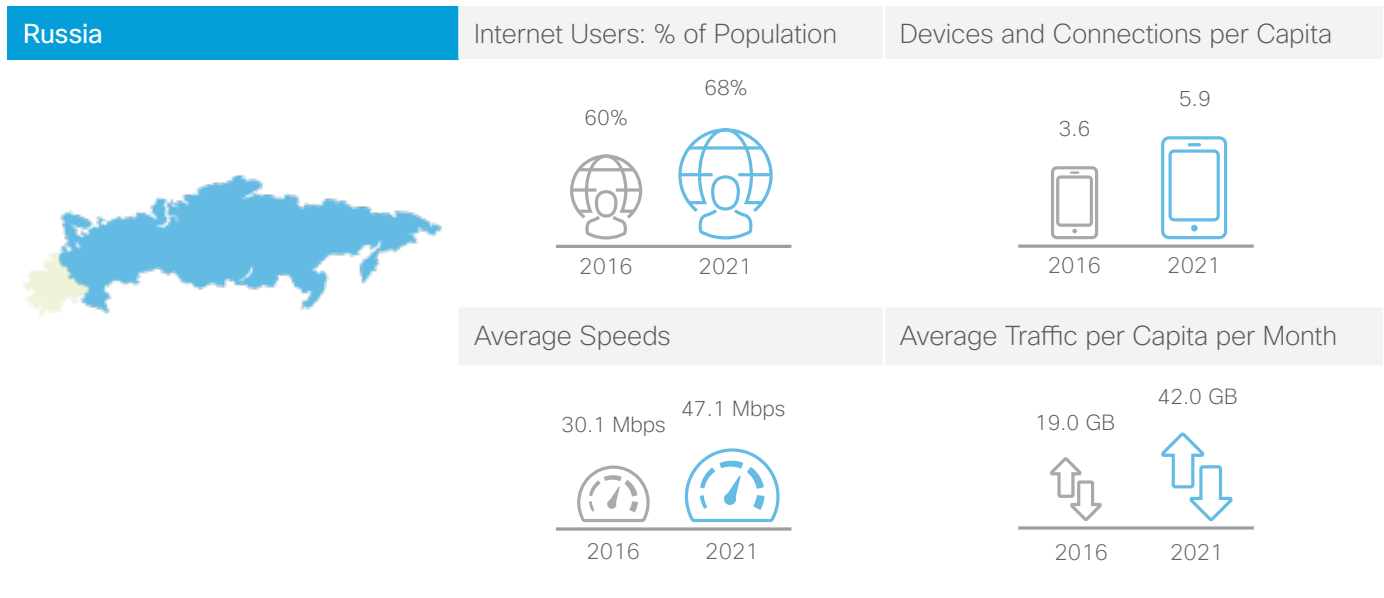 Russia
Internet Users: % of Population
Devices and Connections per Capita
60%
68%
2016
2021
3.6
5.9
2016
2021
Average Speeds
Average Traffic per Capita per Month
30.1 Mbps
47.1 Mbps
2016
2021
19.0 GB
42.0 GB
2016
2021